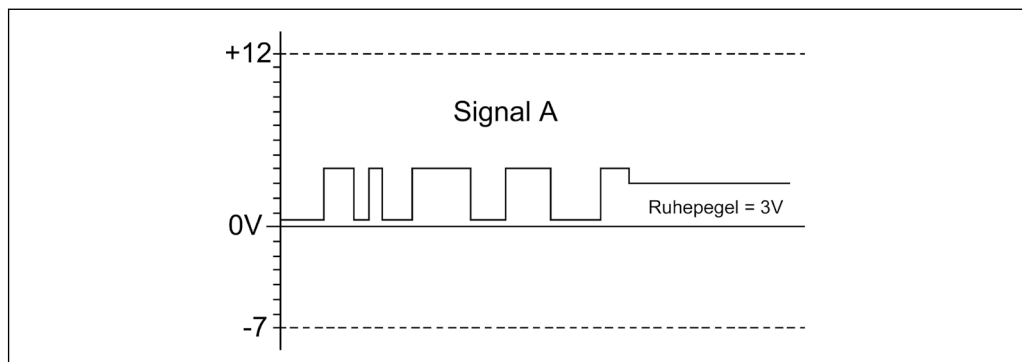 +12
Signal A
Ruhepegel = 3V
0V
-7